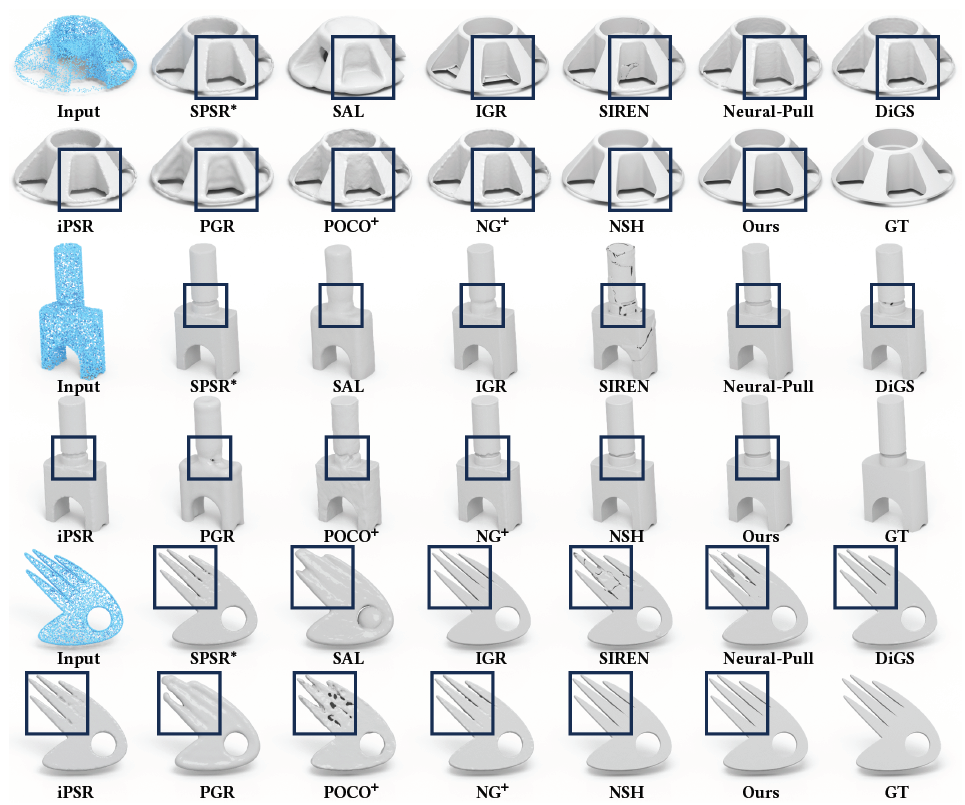 Input SPSR* SAL IGR SIREN Neural-Pull DiGS
iPSR PGR POCO+ NG+ NSH Ours GT
Input SPSR* SAL IGR SIREN Neural-Pull DiGS
iPSR PGR POCO+ NG+ NSH Ours GT
Input SPSR* SAL IGR SIREN Neural-Pull DiGS
iPSR PGR POCO+ NG+ NSH Ours GT